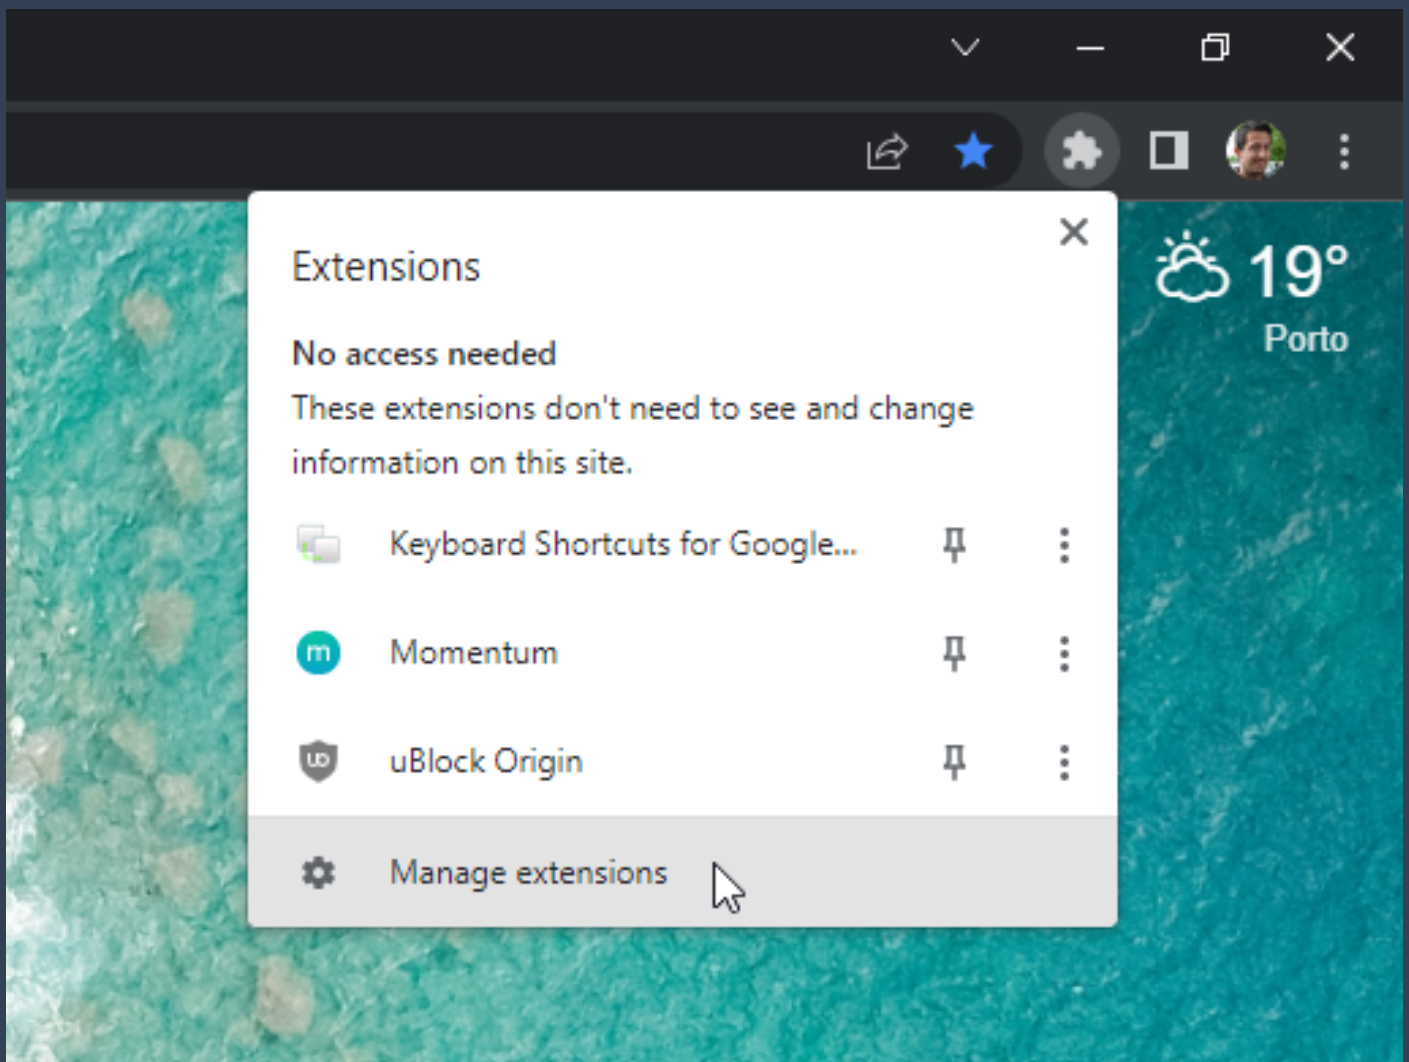 19°
Porto
Extensions
No access needed
These extensions don't need to see and change
information on this site.
Keyboard Shortcuts for Google...
m Momentum
uO uBlock Origin
Manage extensions